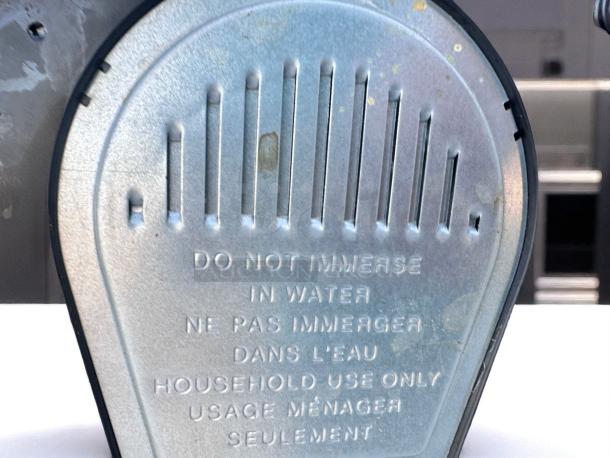 DO NOT IMMERSE
IN WATER
NE PAS IMMERGER
DANS L'EAU
HOUSEHOLD USE ONLY
USAGE MÉNAGER
SEULEMENT